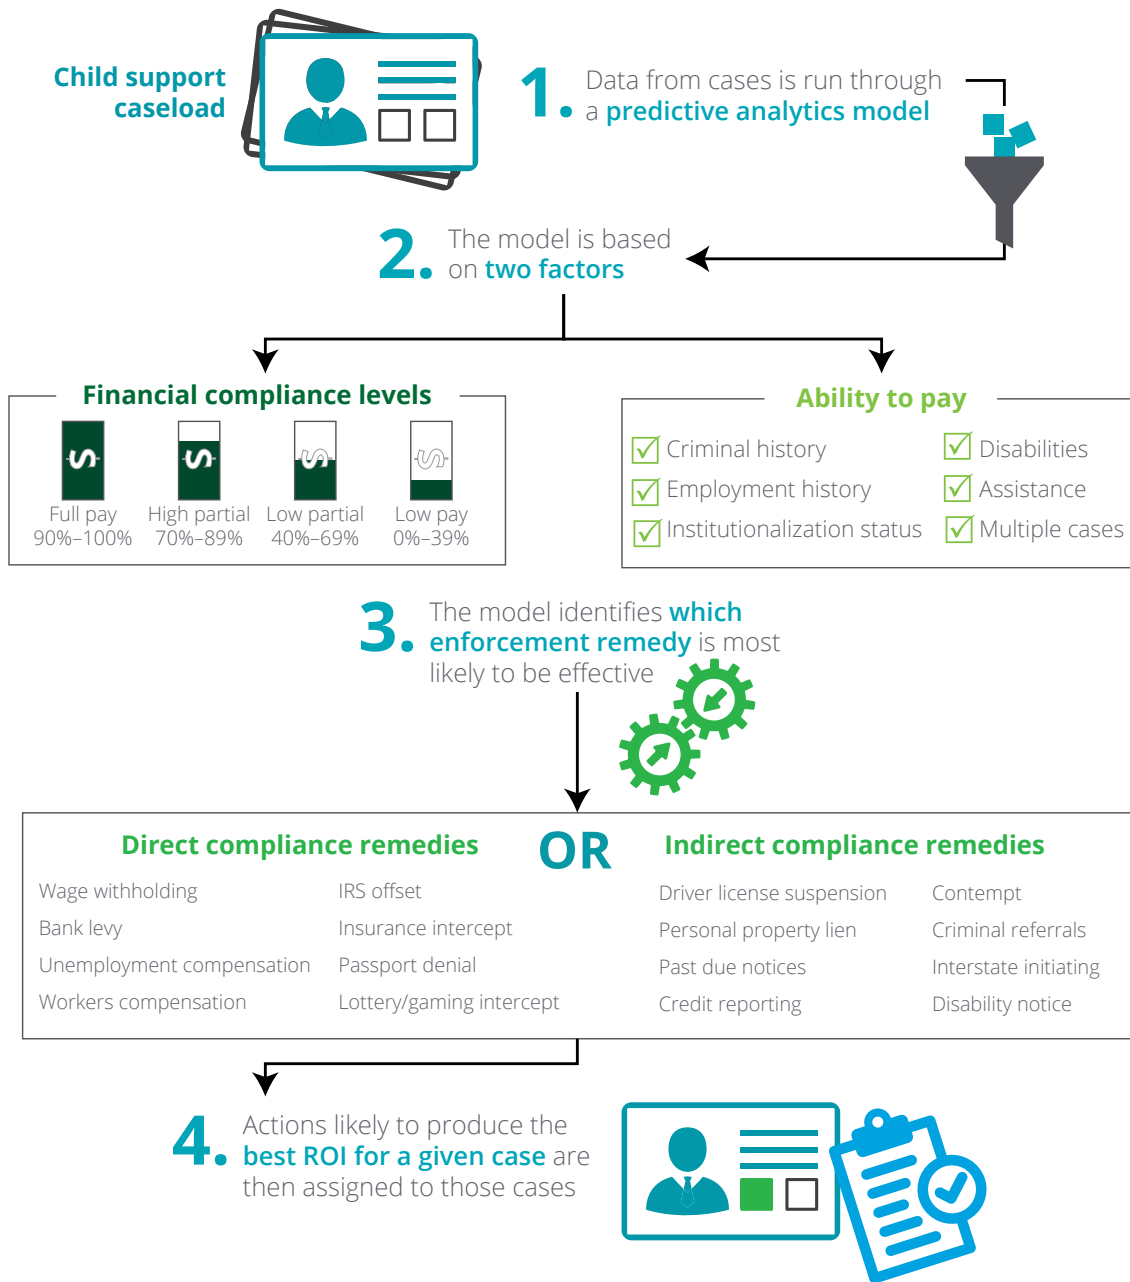 Child support
caseload
1. Data from cases is run through
a predictive analytics model
2. The model is based
on two factors
Financial compliance levels
$ $ $ $
Full pay High partial Low partial Low pay
90%–100% 70%–89% 40%–69% 0%–39%
Ability to pay
Criminal history Disabilities
Employment history Assistance
Institutionalization status Multiple cases
3. The model identifies which
enforcement remedy is most
likely to be effective
Direct compliance remedies
Wage withholding IRS offset
Bank levy Insurance intercept
Unemployment compensation Passport denial
Workers compensation Lottery/gaming intercept
OR
Indirect compliance remedies
Driver license suspension Contempt
Personal property lien Criminal referrals
Past due notices Interstate initiating
Credit reporting Disability notice
4. Actions likely to produce the
best ROI for a given case are
then assigned to those cases